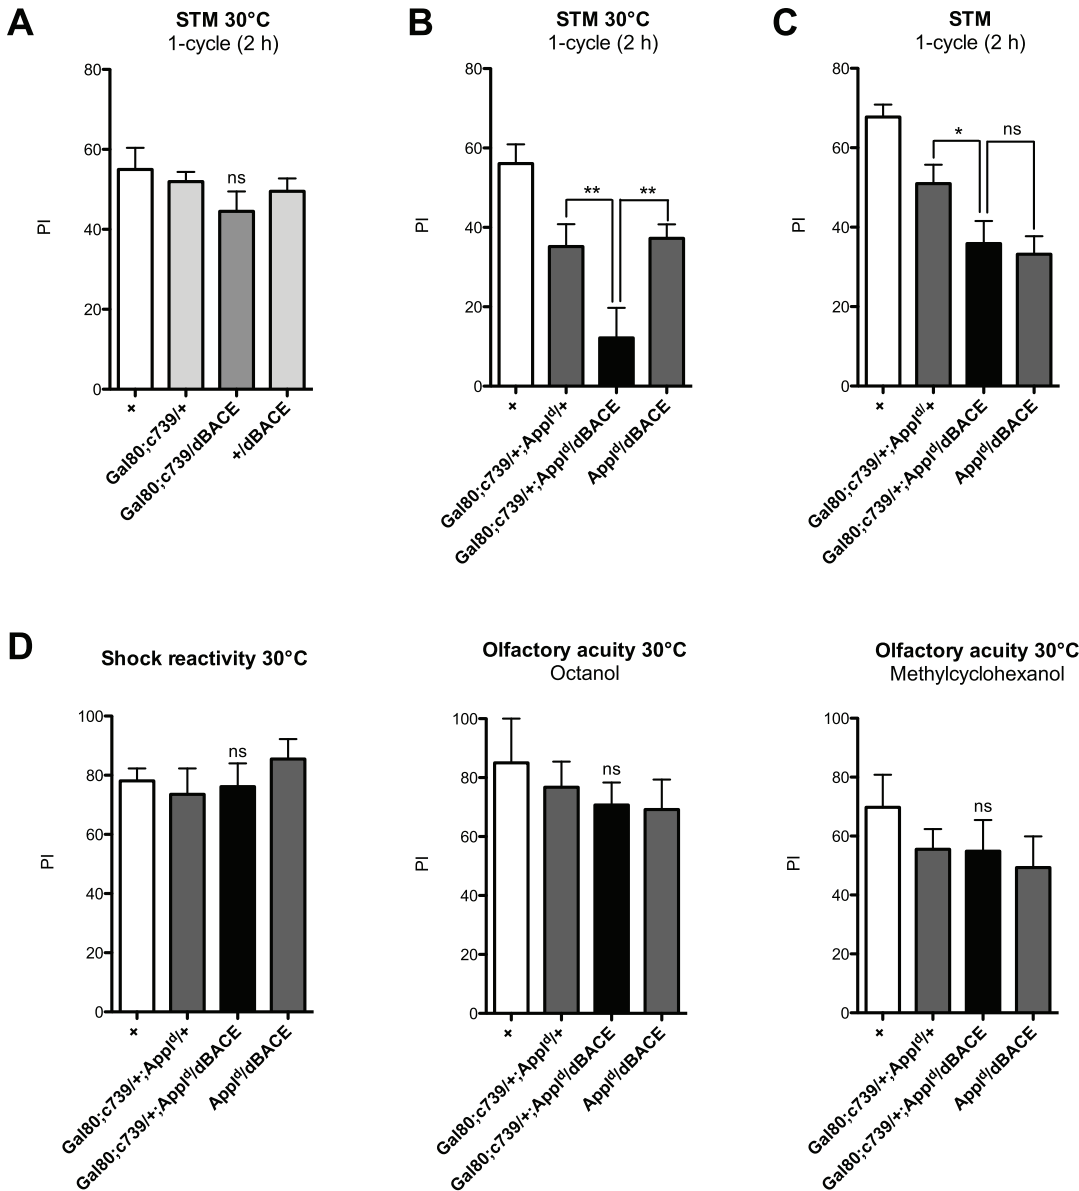 A
STM 30°C
1-cycle (2 h)
80
60
40
20
0
PI
ns
+
Gal80;c739/+
Gal80;c739/dBACE
+/dBACE
B
STM 30°C
1-cycle (2 h)
80
60
40
20
0
PI
**
**
+
Gal80;c739/+;Appl^d/+
Gal80;c739/+;Appl^d/dBACE
Appl^d/dBACE
C
STM
1-cycle (2 h)
80
60
40
20
0
PI
*
ns
+
Gal80;c739/+;Appl^d/+
Gal80;c739/+;Appl^d/dBACE
Appl^d/dBACE
D
Shock reactivity 30°C
100
80
60
40
20
0
PI
ns
+
Gal80;c739/+;Appl^d/+
Gal80;c739/+;Appl^d/dBACE
Appl^d/dBACE
Olfactory acuity 30°C
Octanol
100
80
60
40
20
0
PI
ns
+
Gal80;c739/+;Appl^d/+
Gal80;c739/+;Appl^d/dBACE
Appl^d/dBACE
Olfactory acuity 30°C
Methylcyclohexanol
100
80
60
40
20
0
PI
ns
+
Gal80;c739/+;Appl^d/+
Gal80;c739/+;Appl^d/dBACE
Appl^d/dBACE